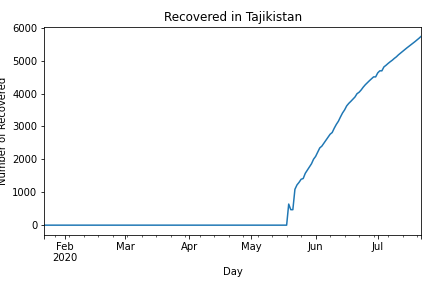 Recovered in Tajikistan
Number of Recovered
6000
5000
4000
3000
2000
1000
0
Feb
2020
Mar
Apr
May
Jun
Jul
Day